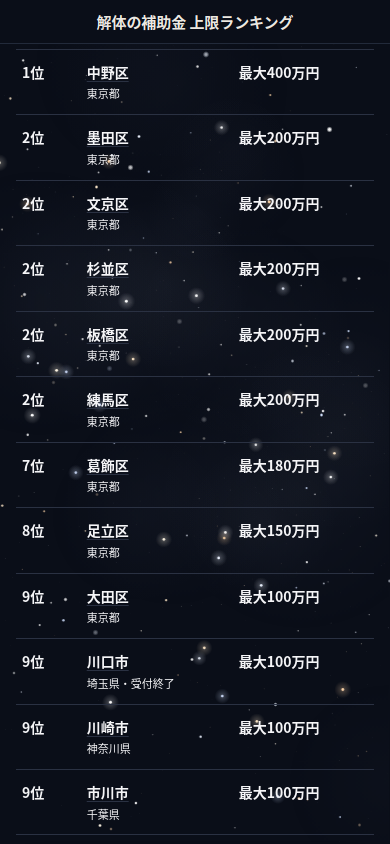 解体の補助金 上限ランキング
1位 中野区 最大400万円
東京都
2位 墨田区 最大200万円
東京都
2位 文京区 最大200万円
東京都
2位 杉並区 最大200万円
東京都
2位 板橋区 最大200万円
東京都
2位 練馬区 最大200万円
東京都
7位 葛飾区 最大180万円
東京都
8位 足立区 最大150万円
東京都
9位 大田区 最大100万円
東京都
9位 川口市 最大100万円
埼玉県・受付終了
9位 川崎市 最大100万円
神奈川県
9位 市川市 最大100万円
千葉県